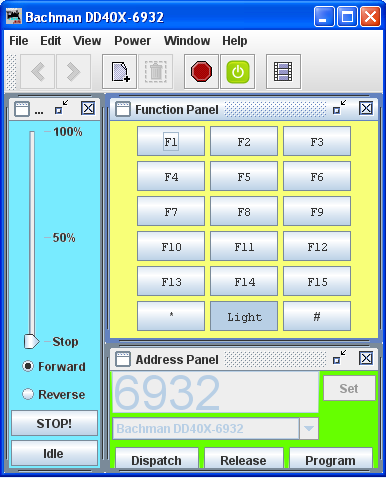 Bachman DD40X-6932
File Edit View Power Window Help
...
100%
50%
Stop
Forward
Reverse
STOP!
Idle
Function Panel
F1 F2 F3
F4 F5 F6
F7 F8 F9
F10 F11 F12
F13 F14 F15
* Light #
Address Panel
6932
Set
Bachman DD40X-6932
Dispatch Release Program